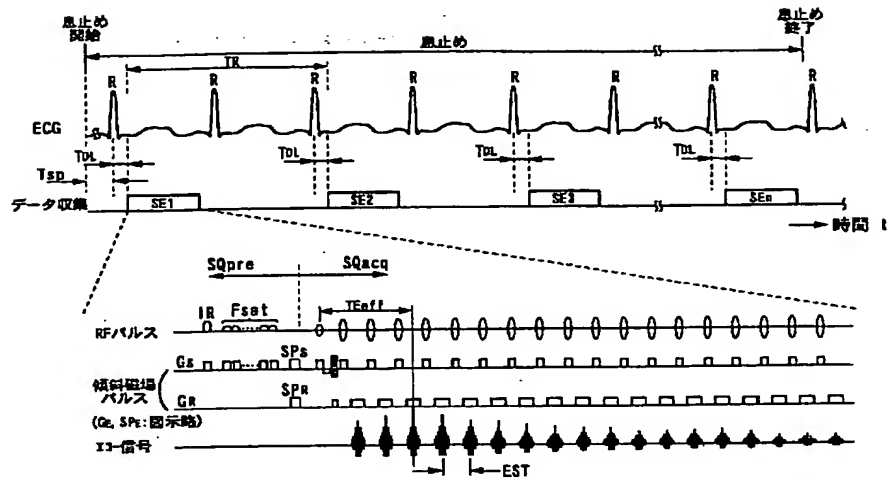 息止め
開始
息止め
終了
息止め
TR
R R R R R R R R
ECG
TDL TDL TDL TDL
Tsp
データ収集
SE1 SE2 SE3 SEn
時間 t
SQpre SQacq
IR Fsat TEeff
RFパルス
Gs SPs
傾斜磁場
パルス
SPR
GR
(GE, SPE:図示略)
エコー信号
EST